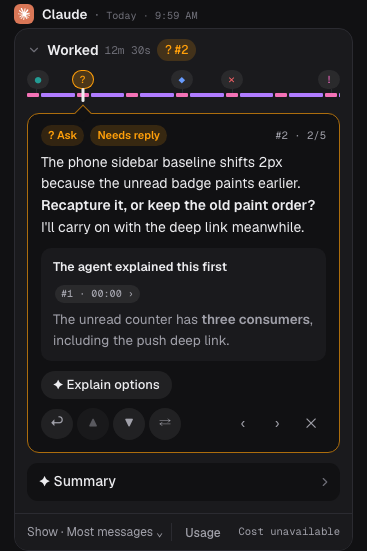 Claude · Today · 9:59 AM
Worked 12m 30s ? #2
?
!
? Ask Needs reply #2 · 2/5
The phone sidebar baseline shifts 2px
because the unread badge paints earlier.
Recapture it, or keep the old paint order?
I'll carry on with the deep link meanwhile.
The agent explained this first
#1 · 00:00 ›
The unread counter has three consumers,
including the push deep link.
Explain options
Summary
Show · Most messages Usage Cost unavailable